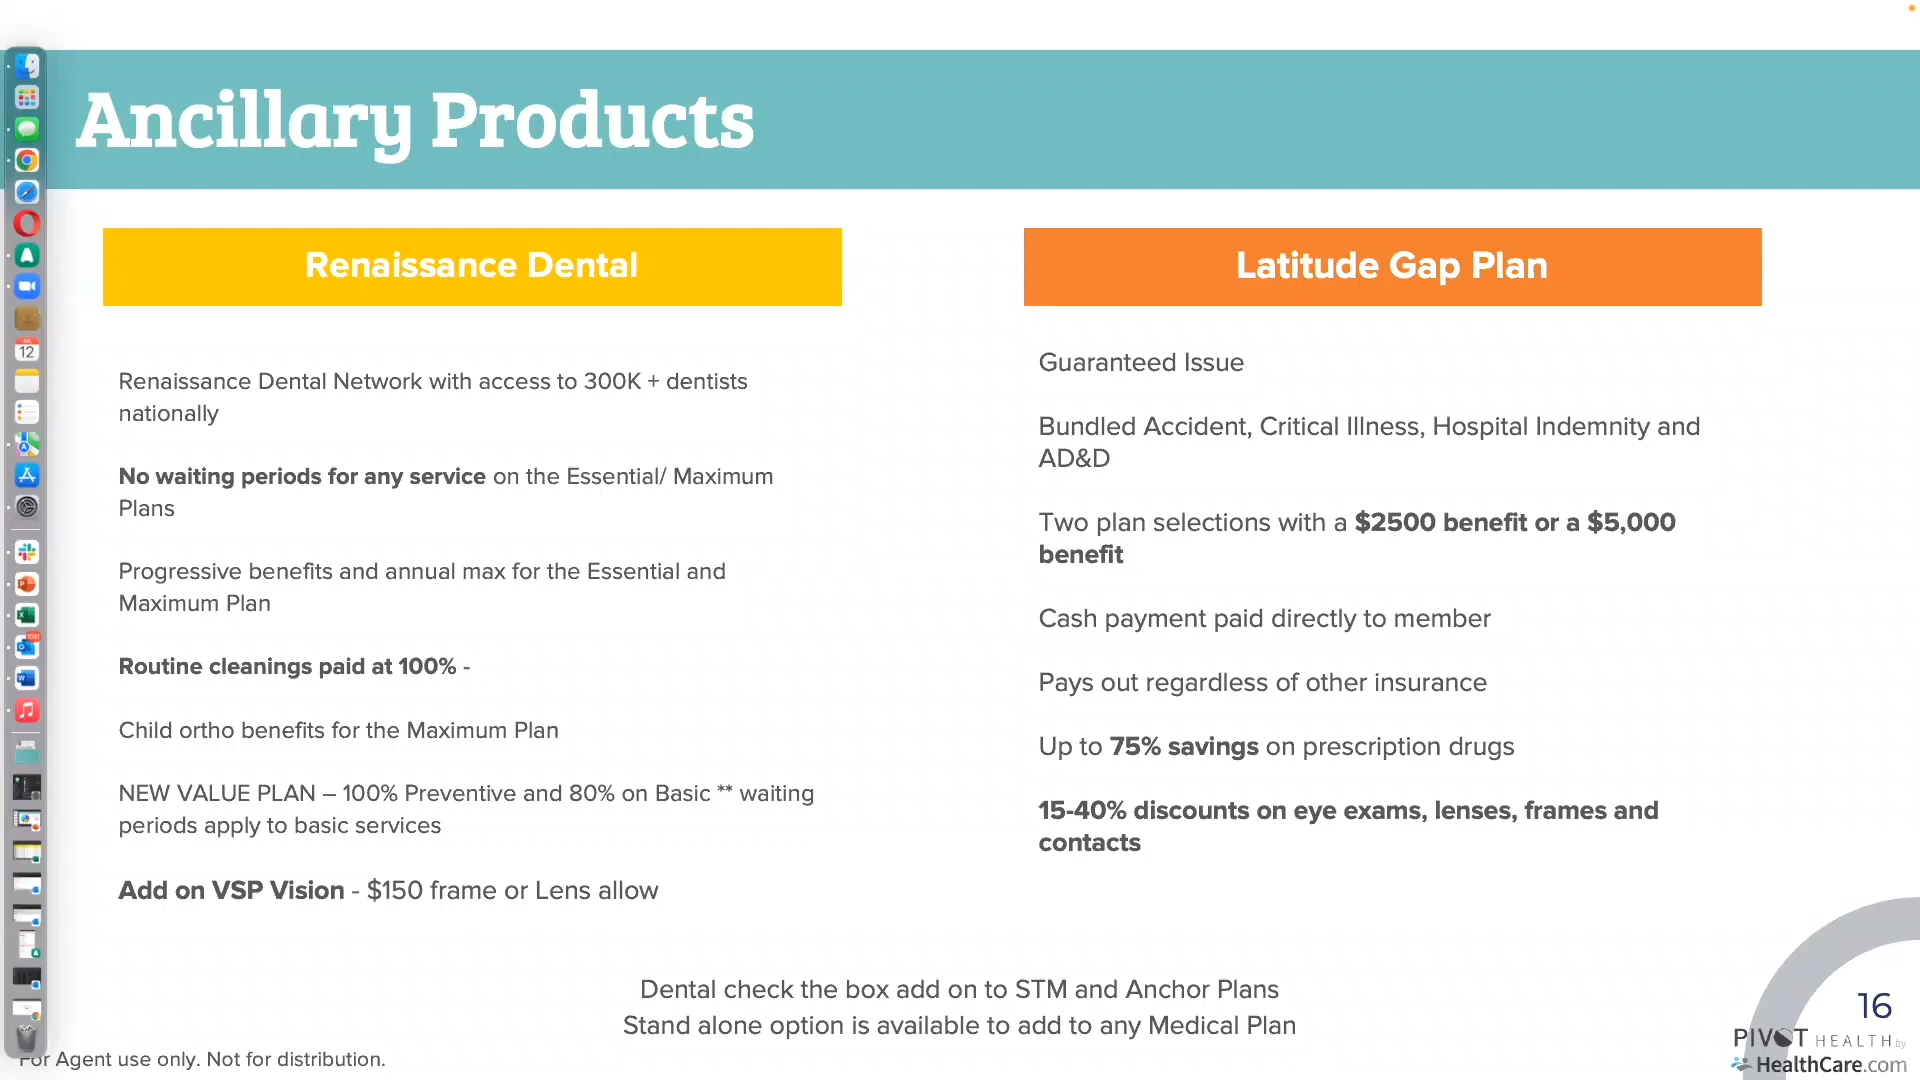 Ancillary Products
Renaissance Dental
Renaissance Dental Network with access to 300K + dentists
nationally
No waiting periods for any service on the Essential/ Maximum
Plans
Progressive benefits and annual max for the Essential and
Maximum Plan
Routine cleanings paid at 100% -
Child ortho benefits for the Maximum Plan
NEW VALUE PLAN – 100% Preventive and 80% on Basic ** waiting
periods apply to basic services
Add on VSP Vision - $150 frame or Lens allow
Latitude Gap Plan
Guaranteed Issue
Bundled Accident, Critical Illness, Hospital Indemnity and
AD&D
Two plan selections with a $2500 benefit or a $5,000
benefit
Cash payment paid directly to member
Pays out regardless of other insurance
Up to 75% savings on prescription drugs
15-40% discounts on eye exams, lenses, frames and
contacts
Dental check the box add on to STM and Anchor Plans
Stand alone option is available to add to any Medical Plan
For Agent use only. Not for distribution.
16
PIVOT HEALTH by
HealthCare.com
12